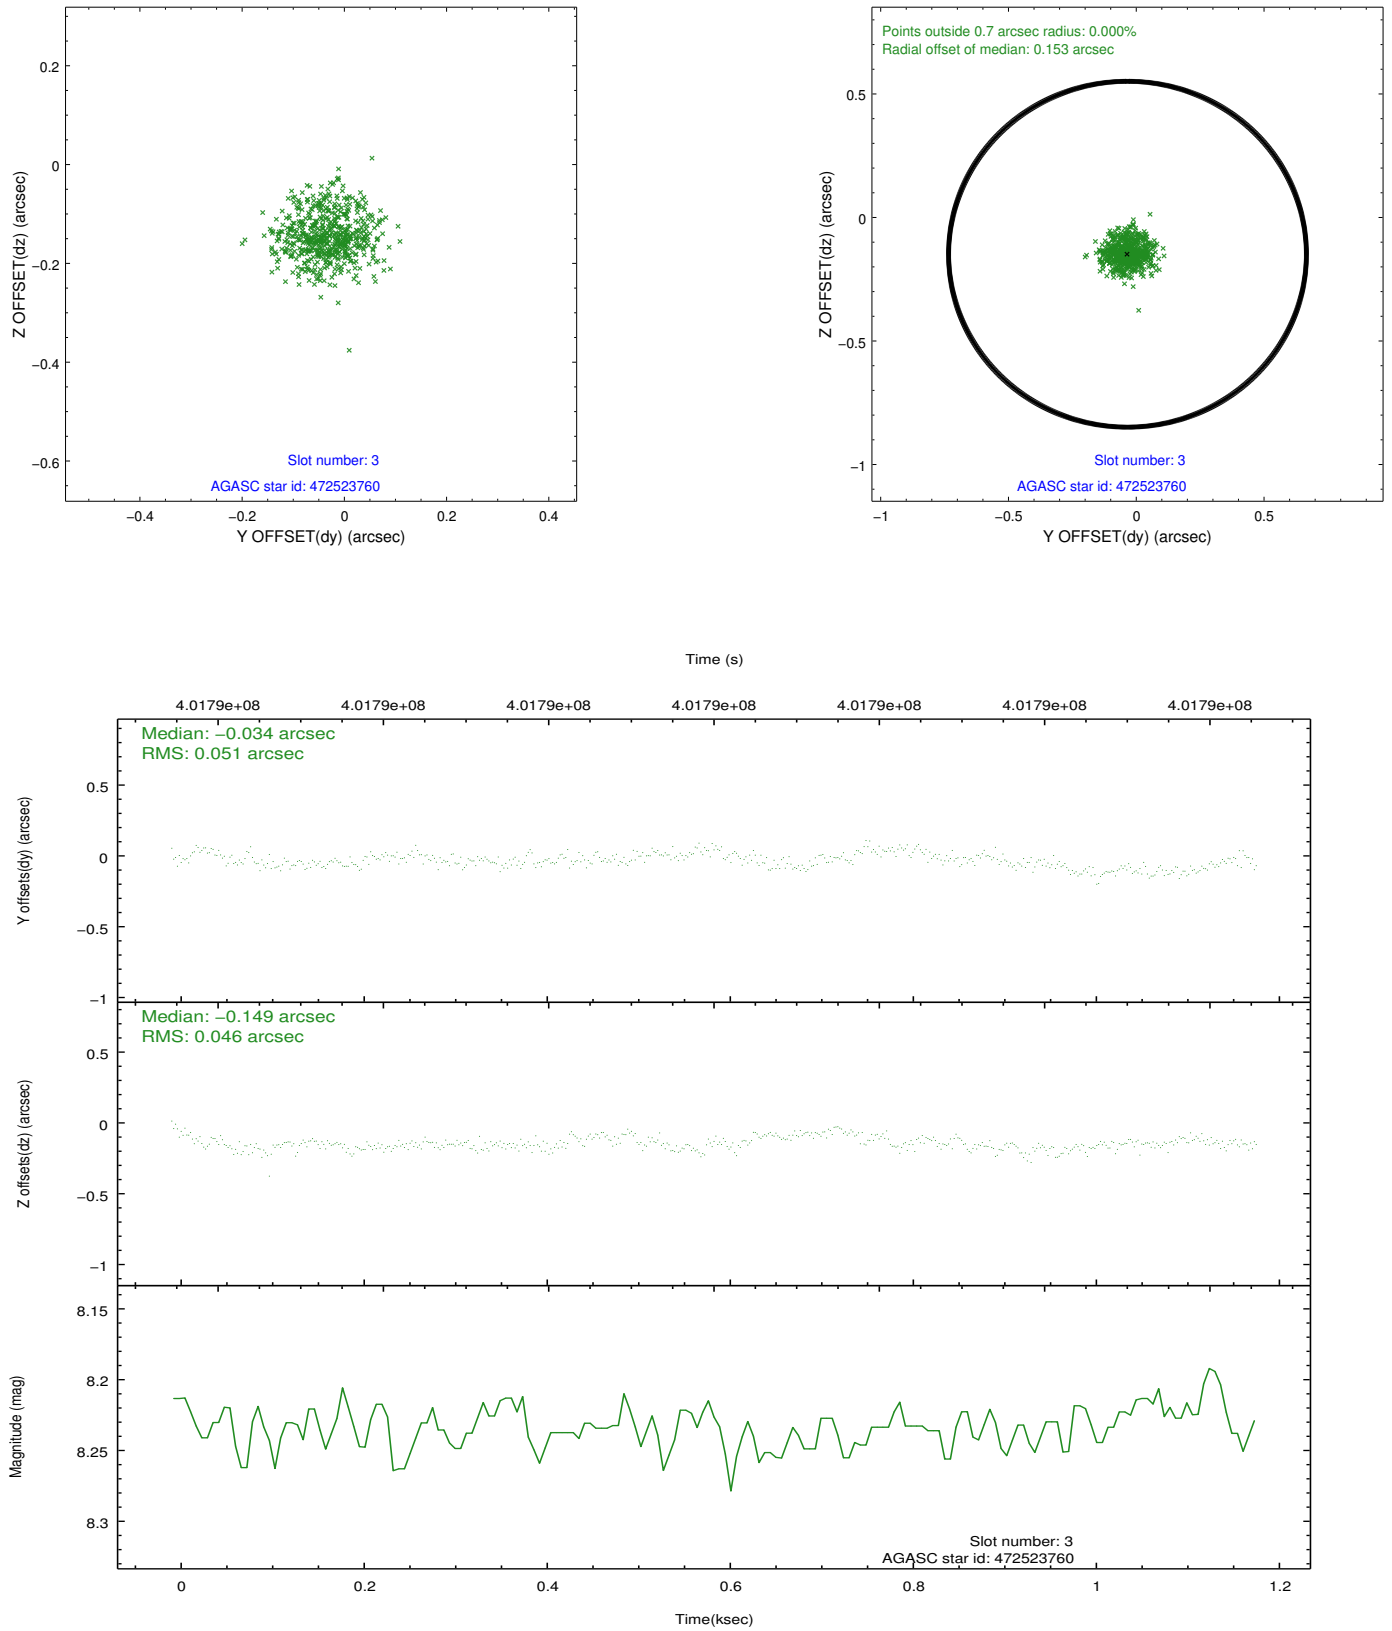 0.2
0
−0.2
−0.4
−0.6
Z OFFSET(dz) (arcsec)
Slot number: 3
AGASC star id: 472523760
−0.4 −0.2 0 0.2 0.4
Y OFFSET(dy) (arcsec)
Points outside 0.7 arcsec radius: 0.000%
Radial offset of median: 0.153 arcsec
0.5
0
−0.5
−1
Z OFFSET(dz) (arcsec)
Slot number: 3
AGASC star id: 472523760
−1 −0.5 0 0.5
Y OFFSET(dy) (arcsec)
Time (s)
4.0179e+08 4.0179e+08 4.0179e+08 4.0179e+08 4.0179e+08 4.0179e+08 4.0179e+08
Median: −0.034 arcsec
RMS: 0.051 arcsec
0.5
0
−0.5
−1
Y offsets(dy) (arcsec)
Median: −0.149 arcsec
RMS: 0.046 arcsec
0.5
0
−0.5
−1
Z offsets(dz) (arcsec)
8.15
8.2
8.25
8.3
Magnitude (mag)
Slot number: 3
AGASC star id: 472523760
0 0.2 0.4 0.6 0.8 1 1.2
Time(ksec)